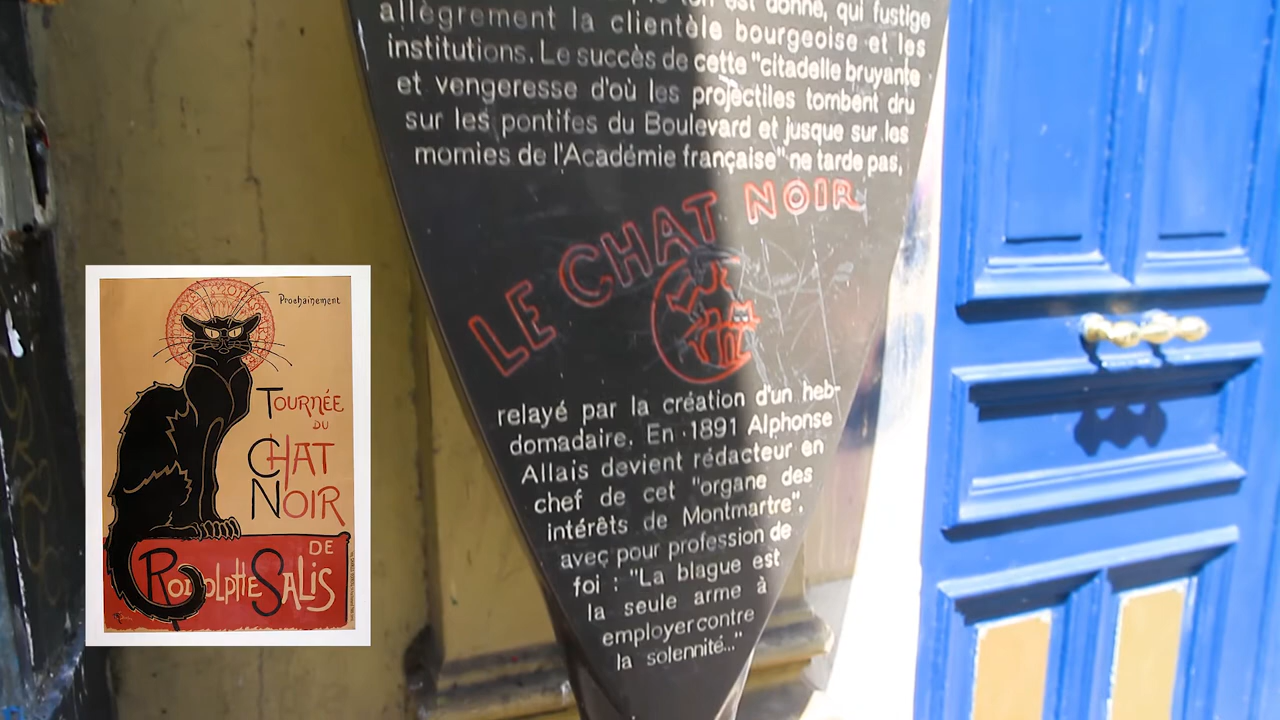 est donné, qui fustige
allègrement la clientèle bourgeoise et les
institutions. Le succès de cette "citadelle bruyante
et vengeresse d'où les projectiles tombent dru
sur les pontifes du Boulevard et jusque sur les
momies de l'Académie française" ne tarde pas,
LE CHAT NOIR
relayé par la création d'un heb-
domadaire. En 1891 Alphonse
Allais devient rédacteur en
chef de cet "organe des
intérêts de Montmartre".
avec pour profession de
foi : "La blague est
la seule arme à
employer contre
la solennité..."
Prochainement
TOURNÉE
DU
CHAT
NOIR
DE
RODOLPHE SALIS